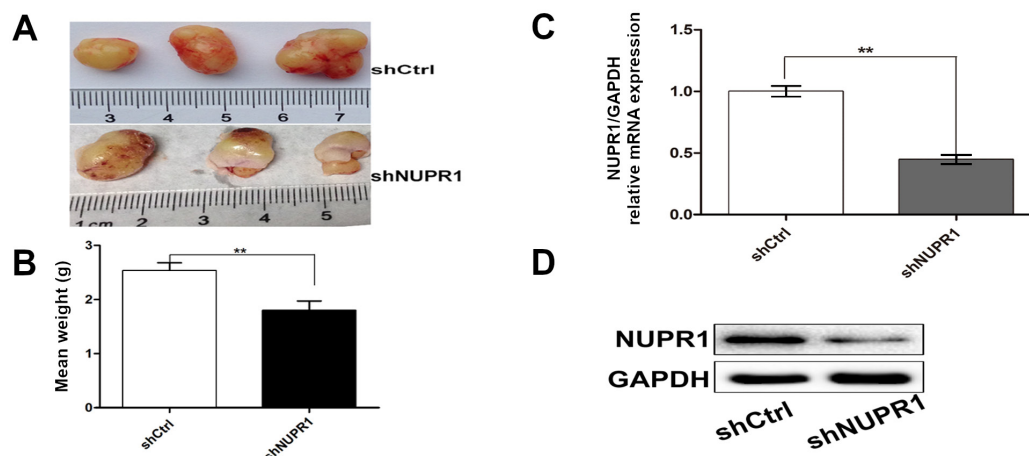 A
shCtrl
3 4 5 6 7
shNUPR1
1 cm 2 3 4 5
B
Mean weight (g)
3
2
1
0
**
shCtrl
shNUPR1
C
NUPR1/GAPDH
relative mRNA expression
1.5
1.0
0.5
0.0
**
shCtrl
shNUPR1
D
NUPR1
GAPDH
shCtrl
shNUPR1